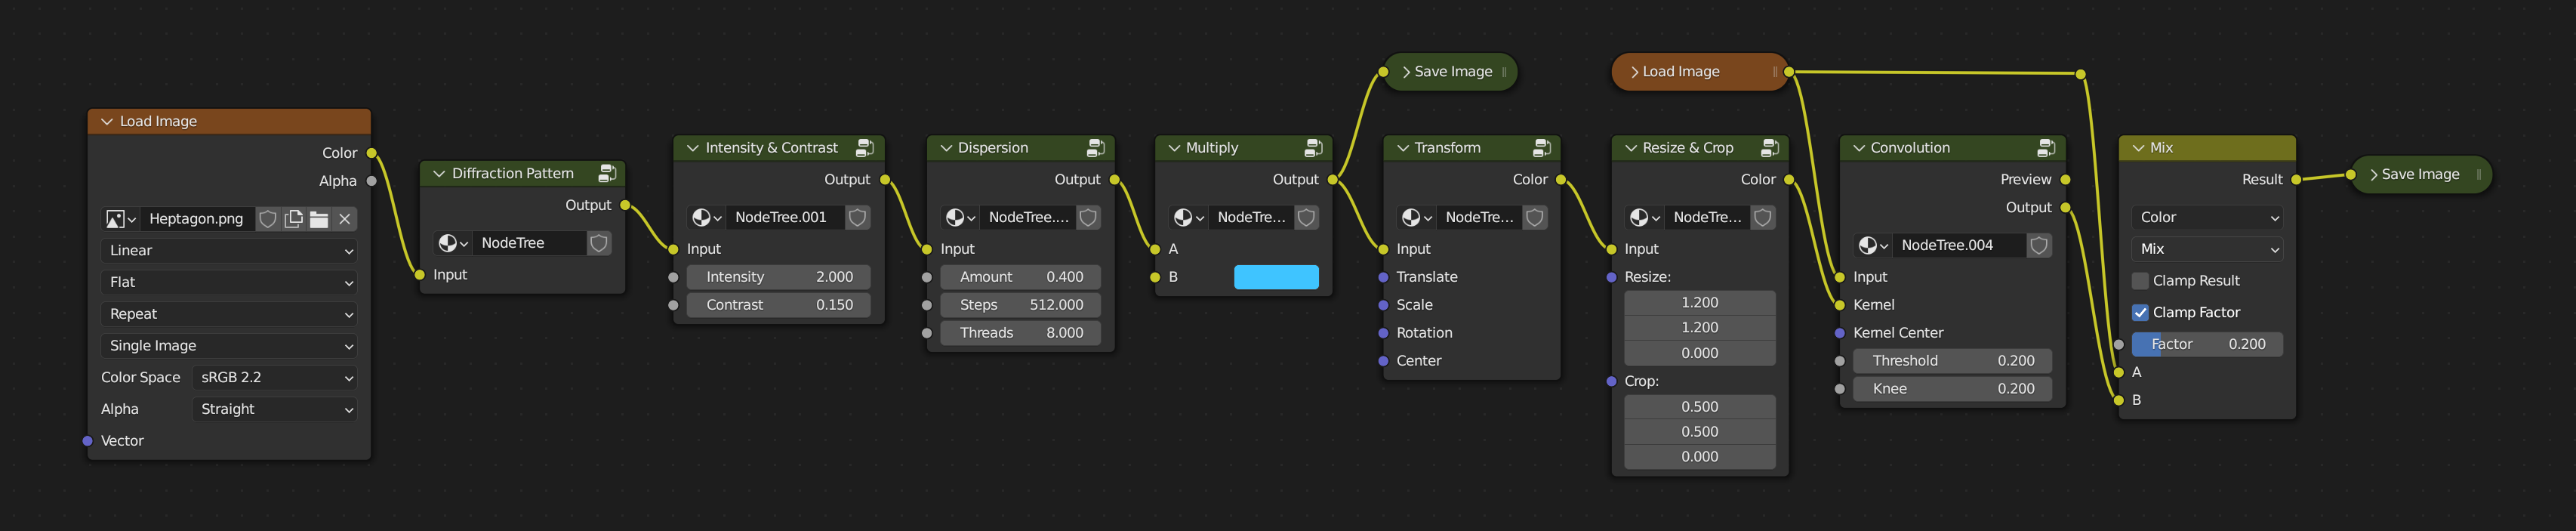 Load Image
Color
Alpha
Heptagon.png
Linear
Flat
Repeat
Single Image
Color Space sRGB 2.2
Alpha Straight
Vector
Diffraction Pattern
Output
NodeTree
Input
Intensity & Contrast
Output
NodeTree.001
Input
Intensity 2.000
Contrast 0.150
Dispersion
Output
NodeTree....
Input
Amount 0.400
Steps 512.000
Threads 8.000
Multiply
Output
NodeTre...
A
B
Save Image
Transform
Color
NodeTre...
Input
Translate
Scale
Rotation
Center
Load Image
Resize & Crop
Color
NodeTre...
Input
Resize:
1.200
1.200
0.000
Crop:
0.500
0.500
0.000
Convolution
Preview
Output
NodeTree.004
Input
Kernel
Kernel Center
Threshold 0.200
Knee 0.200
Mix
Result
Color
Mix
Clamp Result
Clamp Factor
Factor 0.200
A
B
Save Image